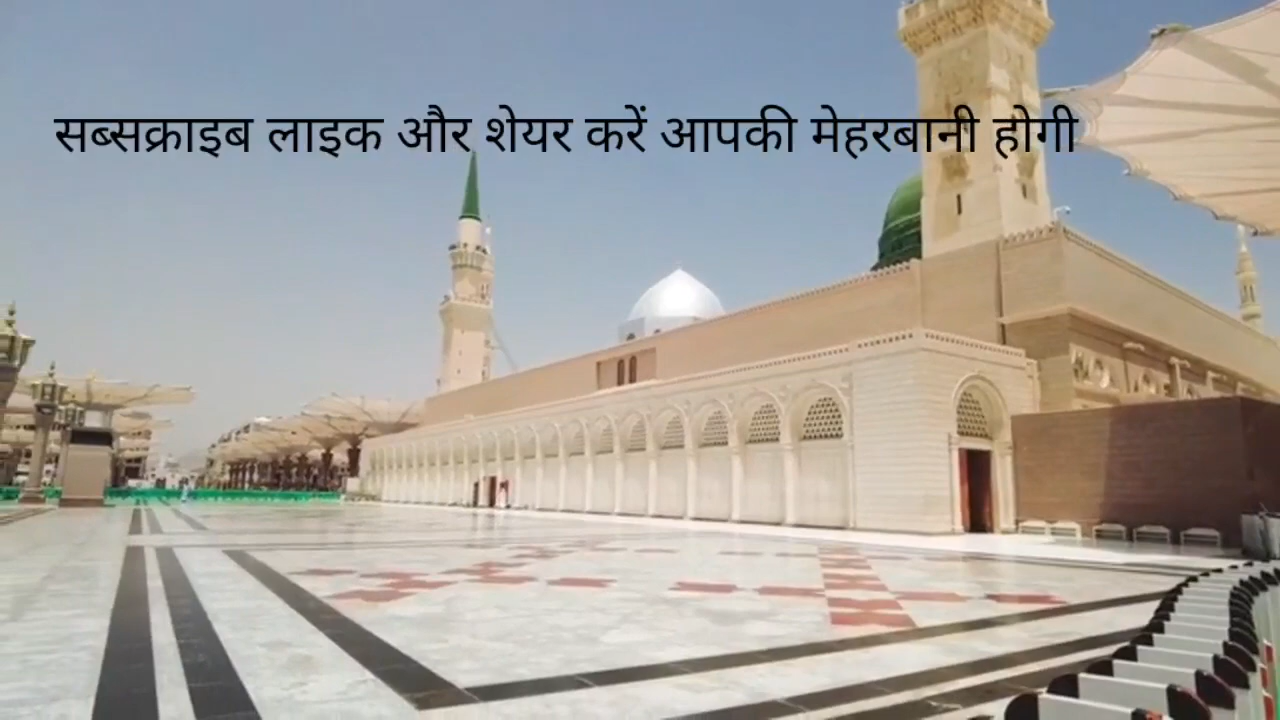 सब्सक्राइब लाइक और शेयर करें आपकी मेहरबानी होगी